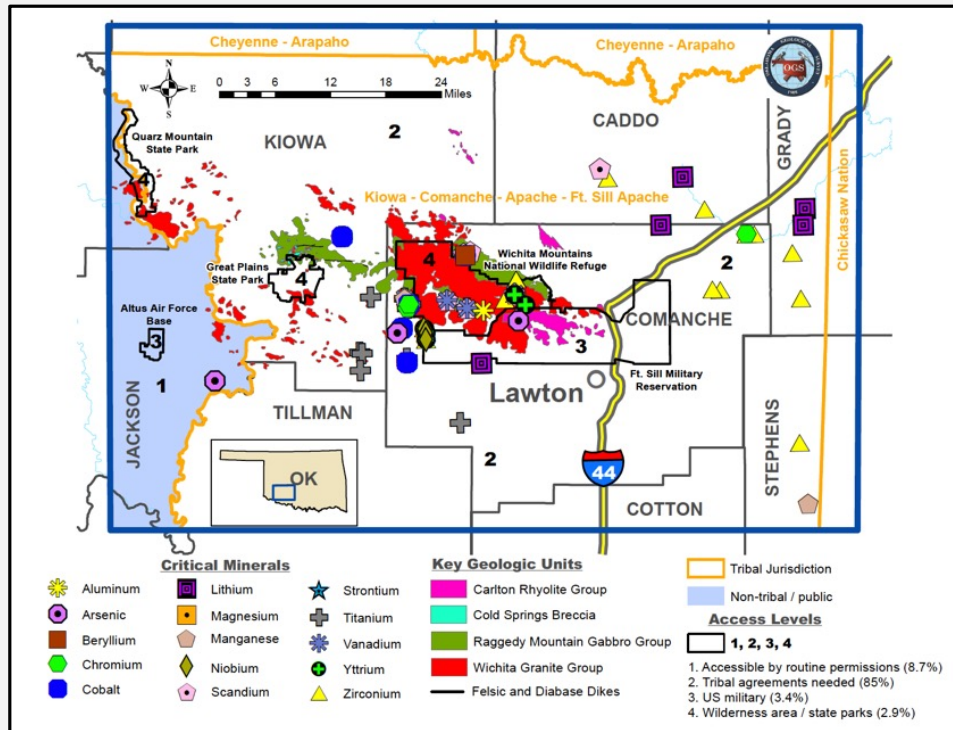 Cheyenne - Arapaho
Cheyenne - Arapaho
OGS
N
W E
S
0 3 6 12 18 24
Miles
CADDO
GRADY
Quarz Mountain
State Park
KIOWA
2
4
Kiowa - Comanche - Apache - Ft. Sill Apache
Chickasaw Nation
Wichita Mountains
National Wildlife Refuge
4
2
Great Plains
State Park
4
Altus Air Force
Base
3
COMANCHE
3
1
Ft. Sill Military
Reservation
Lawton
JACKSON
TILLMAN
STEPHENS
2
44
OK
COTTON
Critical Minerals
Aluminum
Arsenic
Beryllium
Chromium
Cobalt
Lithium
Magnesium
Manganese
Niobium
Scandium
Strontium
Titanium
Vanadium
Yttrium
Zirconium
Key Geologic Units
Carlton Rhyolite Group
Cold Springs Breccia
Raggedy Mountain Gabbro Group
Wichita Granite Group
Felsic and Diabase Dikes
Tribal Jurisdiction
Non-tribal / public
Access Levels
1, 2, 3, 4
1. Accessible by routine permissions (8.7%)
2. Tribal agreements needed (85%)
3. US military (3.4%)
4. Wilderness area / state parks (2.9%)